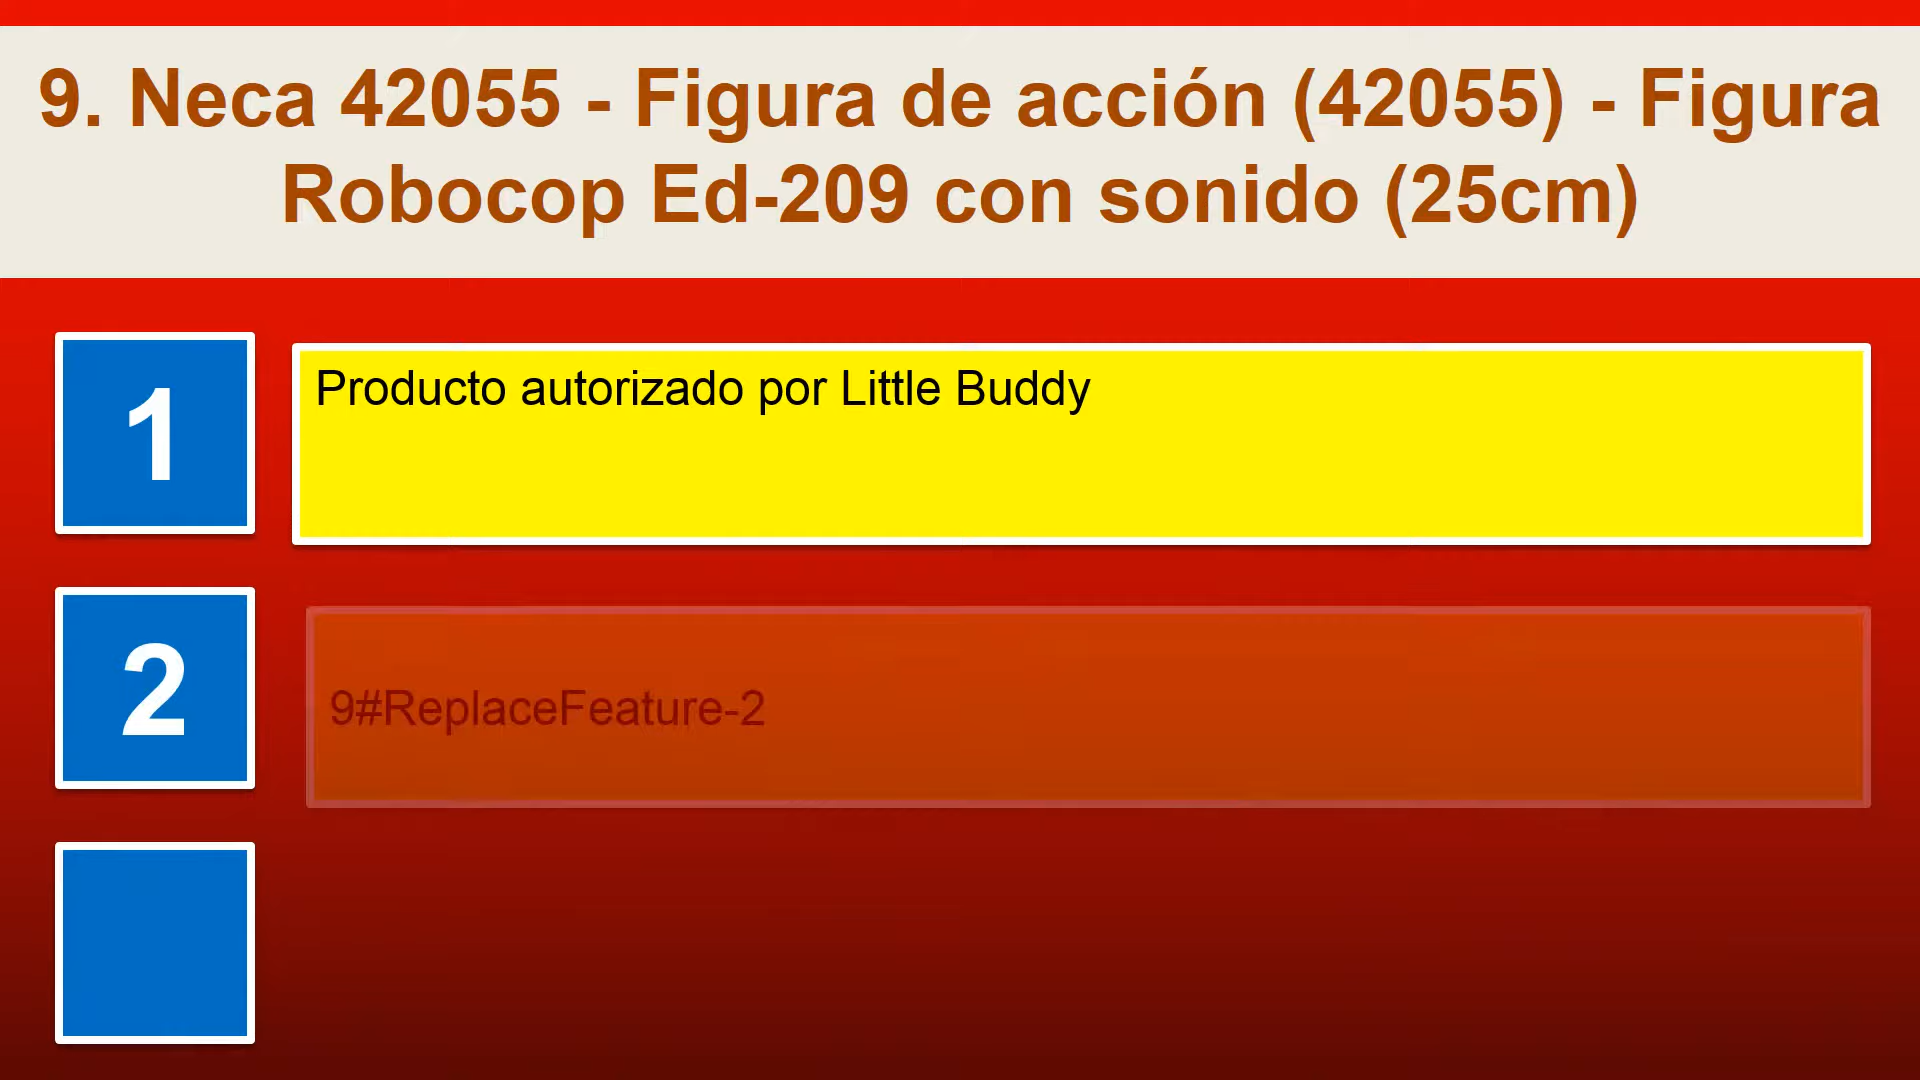 9. Neca 42055 - Figura de acción (42055) - Figura
Robocop Ed-209 con sonido (25cm)
1
Producto autorizado por Little Buddy
2
9#ReplaceFeature-2